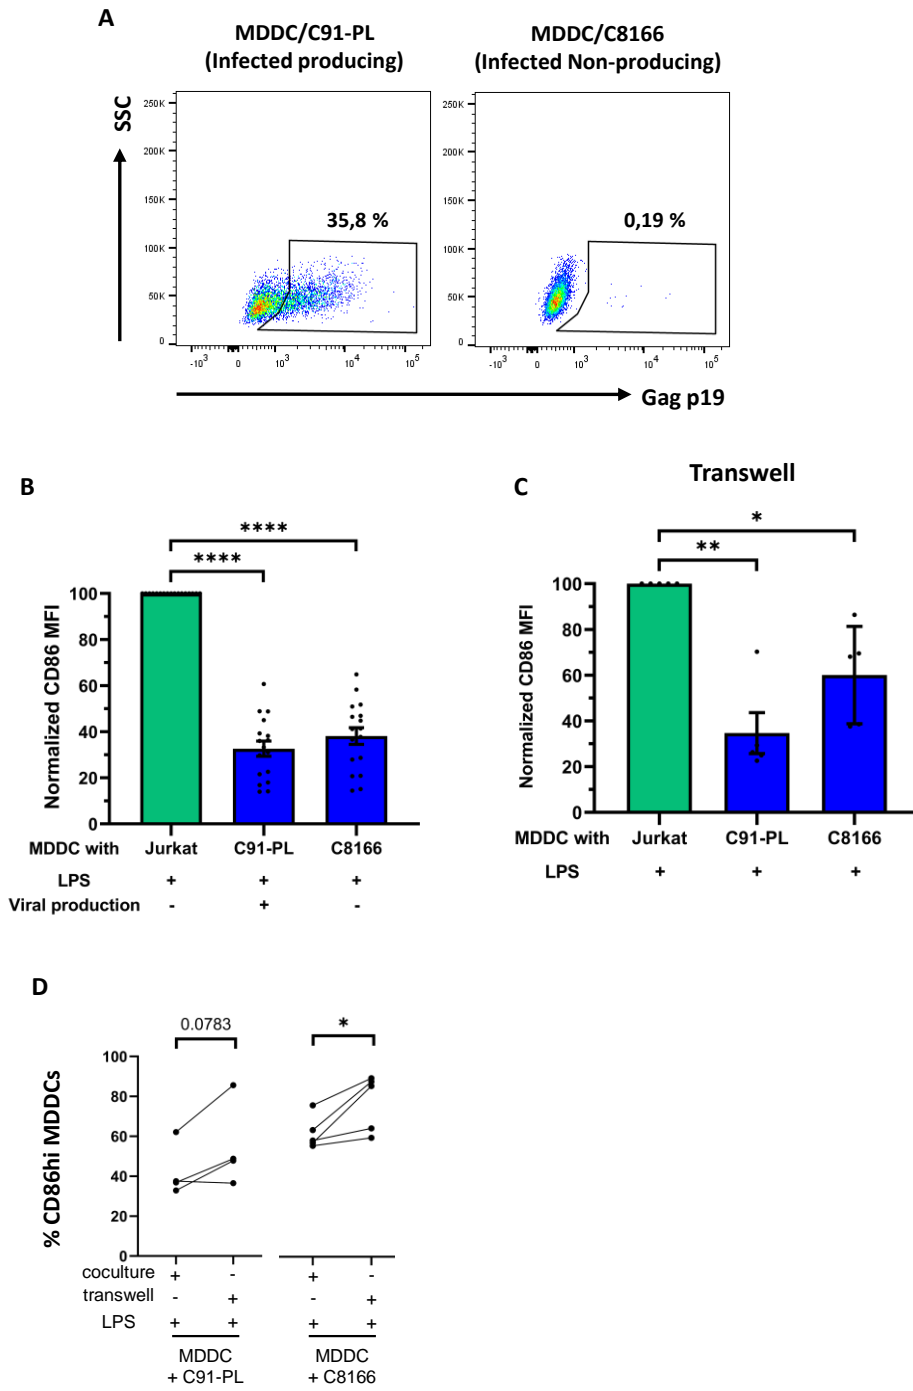 A
MDDC/C91-PL
(Infected producing)
MDDC/C8166
(Infected Non-producing)
SSC
250K
200K
150K
100K
50K
0
35,8 %
-10³ 0 10³ 10⁴ 10⁵
250K
200K
150K
100K
50K
0
0,19 %
-10³ 0 10³ 10⁴ 10⁵
Gag p19
B
****
****
Normalized CD86 MFI
100
80
60
40
20
0
MDDC with Jurkat C91-PL C8166
LPS + + +
Viral production - + -
C
Transwell
*
**
Normalized CD86 MFI
100
80
60
40
20
0
MDDC with Jurkat C91-PL C8166
LPS + + +
D
0.0783
*
% CD86hi MDDCs
100
80
60
40
20
0
coculture + - + -
transwell - + - +
LPS + + + +
MDDC
+ C91-PL
MDDC
+ C8166